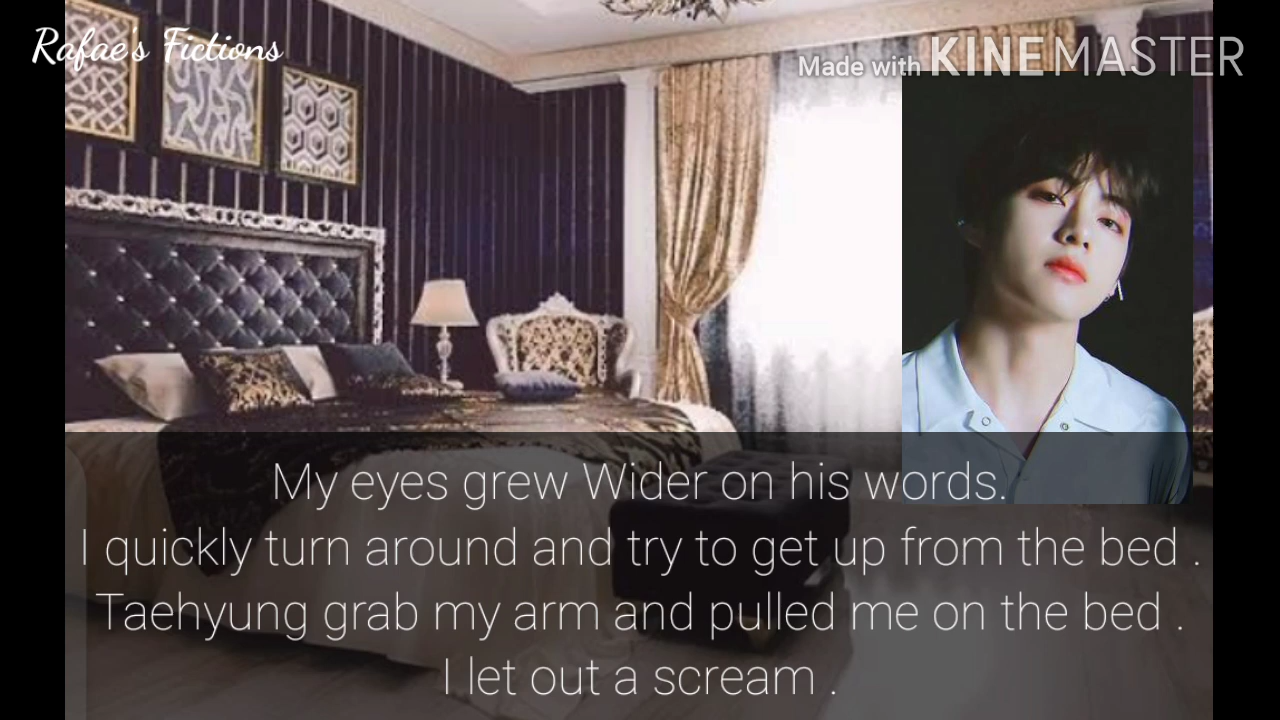 Rafae's Fictions
Made with KINEMASTER
My eyes grew Wider on his words.
I quickly turn around and try to get up from the bed .
Taehyung grab my arm and pulled me on the bed .
I let out a scream .